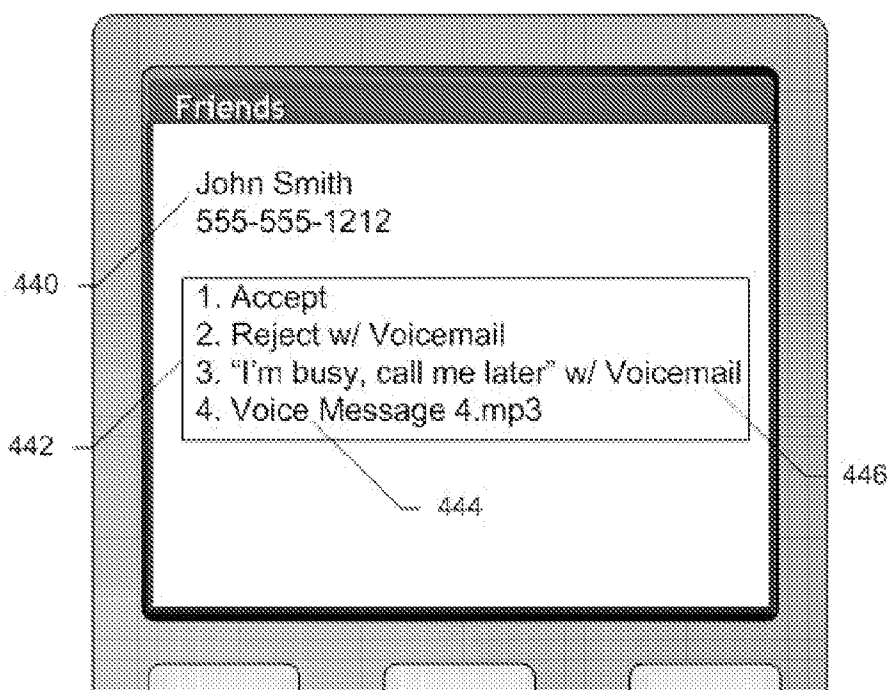 Friends
John Smith
555-555-1212
440
1. Accept
2. Reject w/ Voicemail
3. "I'm busy, call me later" w/ Voicemail
4. Voice Message 4.mp3
442
446
444